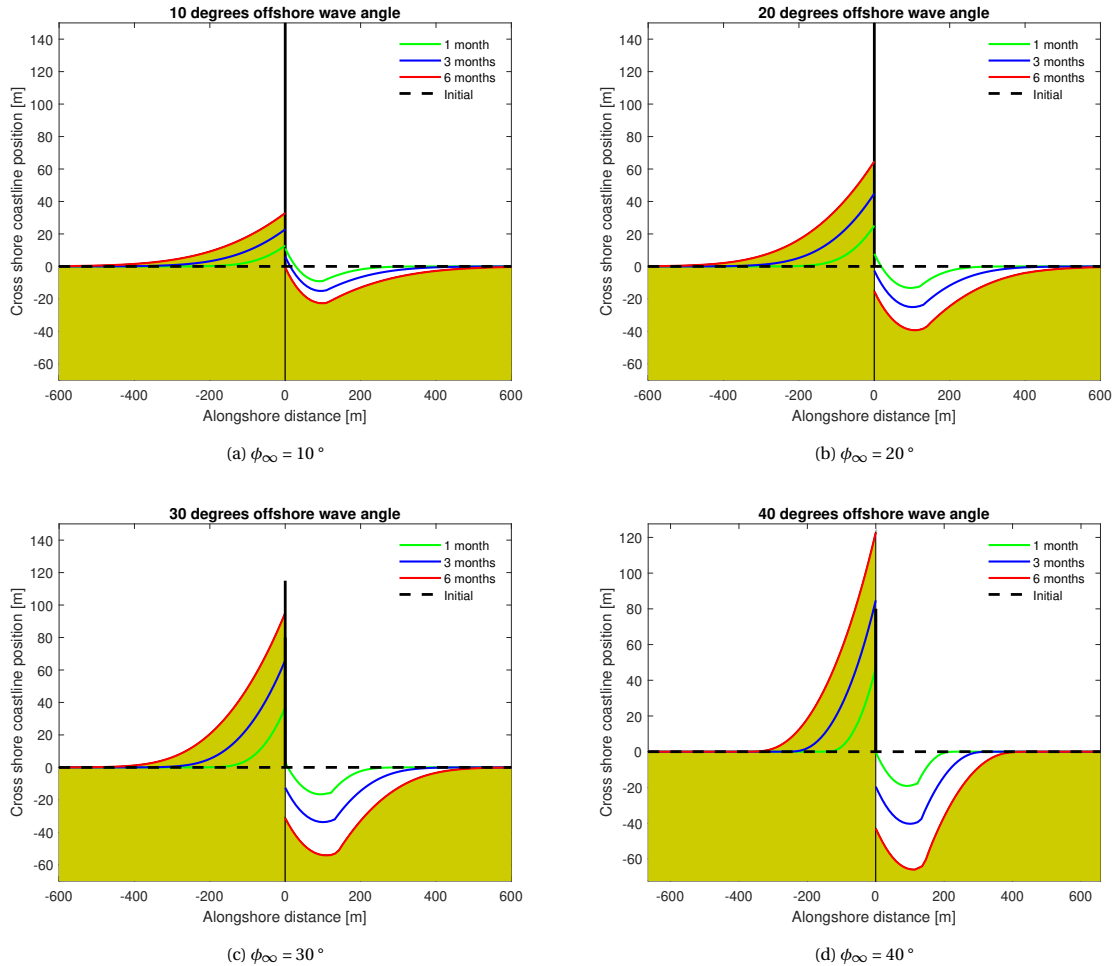 10 degrees offshore wave angle
1 month
3 months
6 months
Initial
Cross shore coastline position [m]
140
120
100
80
60
40
20
0
-20
-40
-60
-600 -400 -200 0 200 400 600
Alongshore distance [m]
(a) ϕ∞ = 10 °
20 degrees offshore wave angle
1 month
3 months
6 months
Initial
Cross shore coastline position [m]
140
120
100
80
60
40
20
0
-20
-40
-60
-600 -400 -200 0 200 400 600
Alongshore distance [m]
(b) ϕ∞ = 20 °
30 degrees offshore wave angle
1 month
3 months
6 months
Initial
Cross shore coastline position [m]
140
120
100
80
60
40
20
0
-20
-40
-60
-600 -400 -200 0 200 400 600
Alongshore distance [m]
(c) ϕ∞ = 30 °
40 degrees offshore wave angle
1 month
3 months
6 months
Initial
Cross shore coastline position [m]
120
100
80
60
40
20
0
-20
-40
-60
-600 -400 -200 0 200 400 600
Alongshore distance [m]
(d) ϕ∞ = 40 °